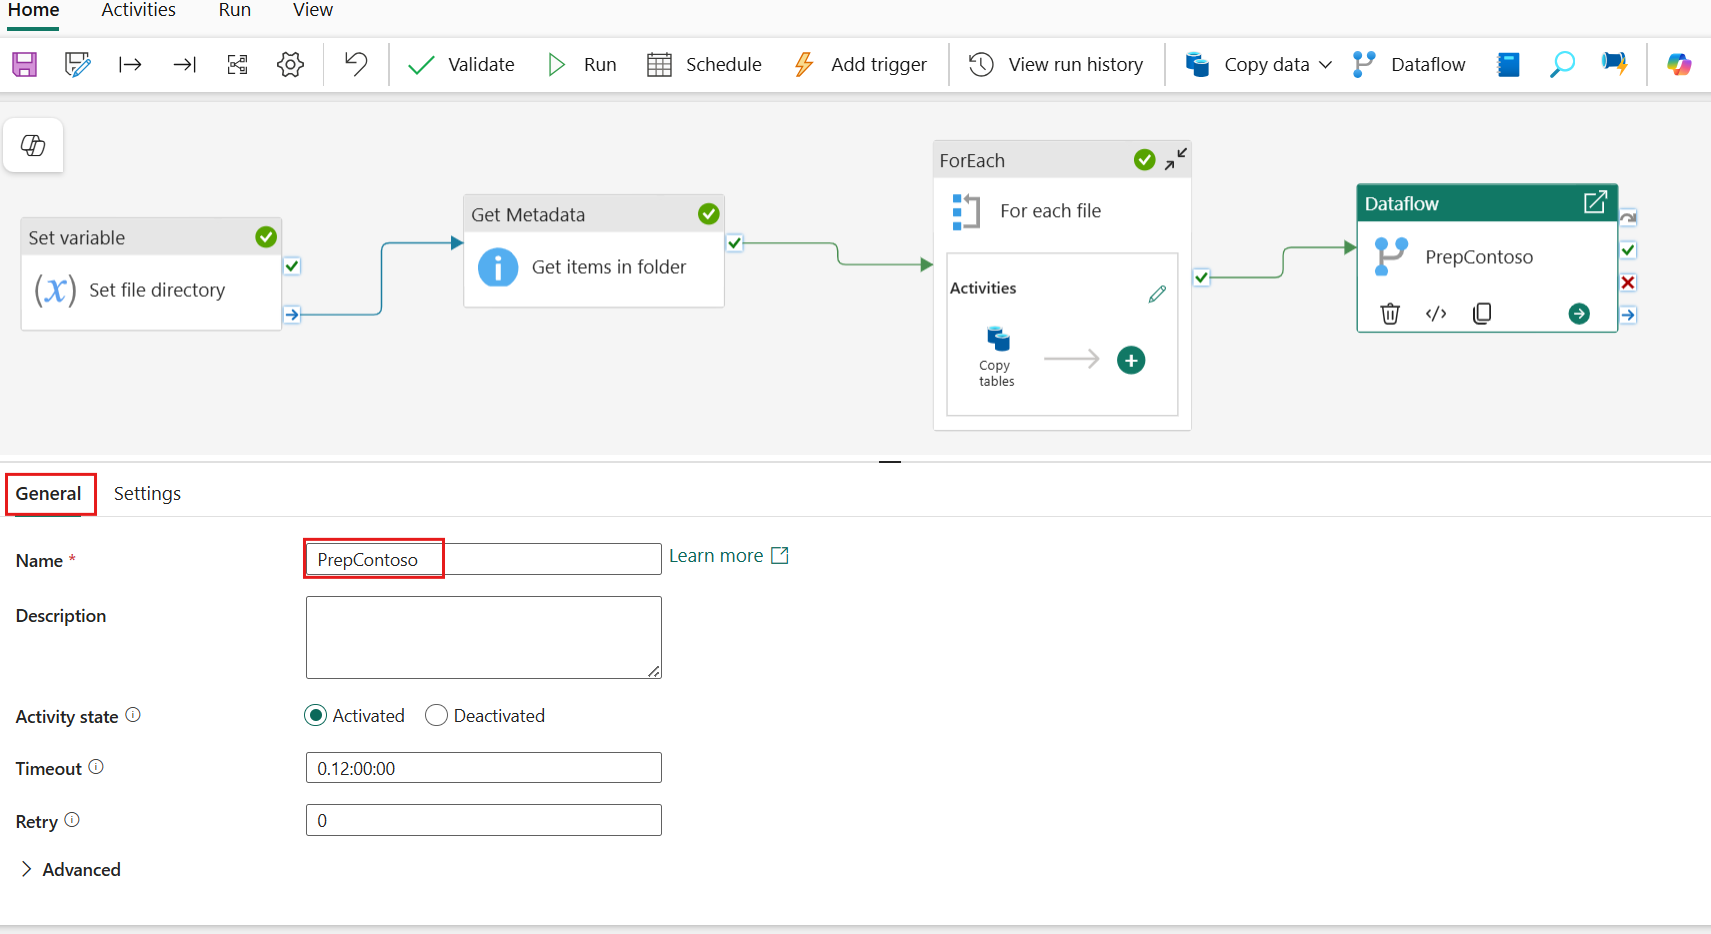 Home Activities Run View
Validate Run Schedule Add trigger View run history Copy data Dataflow
Set variable
(x) Set file directory
Get Metadata
Get items in folder
ForEach
For each file
Activities
Copy
tables
Dataflow
PrepContoso
General Settings
Name * PrepContoso Learn more
Description
Activity state Activated Deactivated
Timeout 0.12:00:00
Retry 0
Advanced